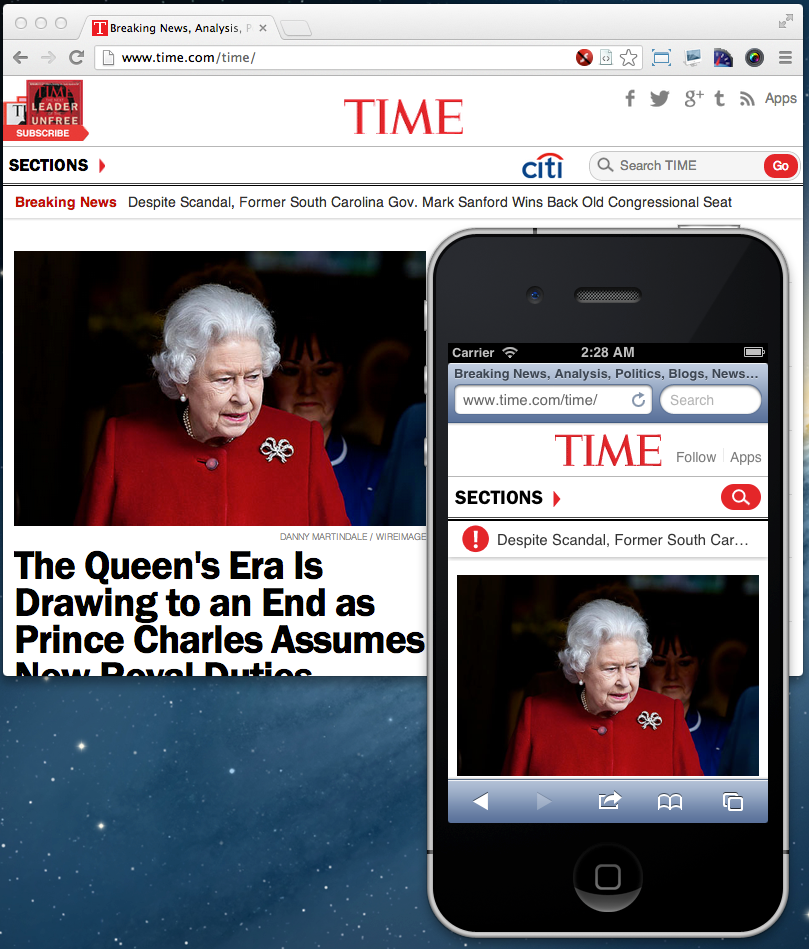 Breaking News, Analysis, P
www.time.com/time/
LEADER
UNFREE
SUBSCRIBE
TIME
g+
t
Apps
SECTIONS
citi
Search TIME
Go
Breaking News Despite Scandal, Former South Carolina Gov. Mark Sanford Wins Back Old Congressional Seat
DANNY MARTINDALE / WIREIMAGE
The Queen's Era Is
Drawing to an End as
Prince Charles Assumes
New Royal Duties
Carrier
2:28 AM
Breaking News, Analysis, Politics, Blogs, News...
www.time.com/time/
Search
TIME
Follow
Apps
SECTIONS
Despite Scandal, Former South Car...